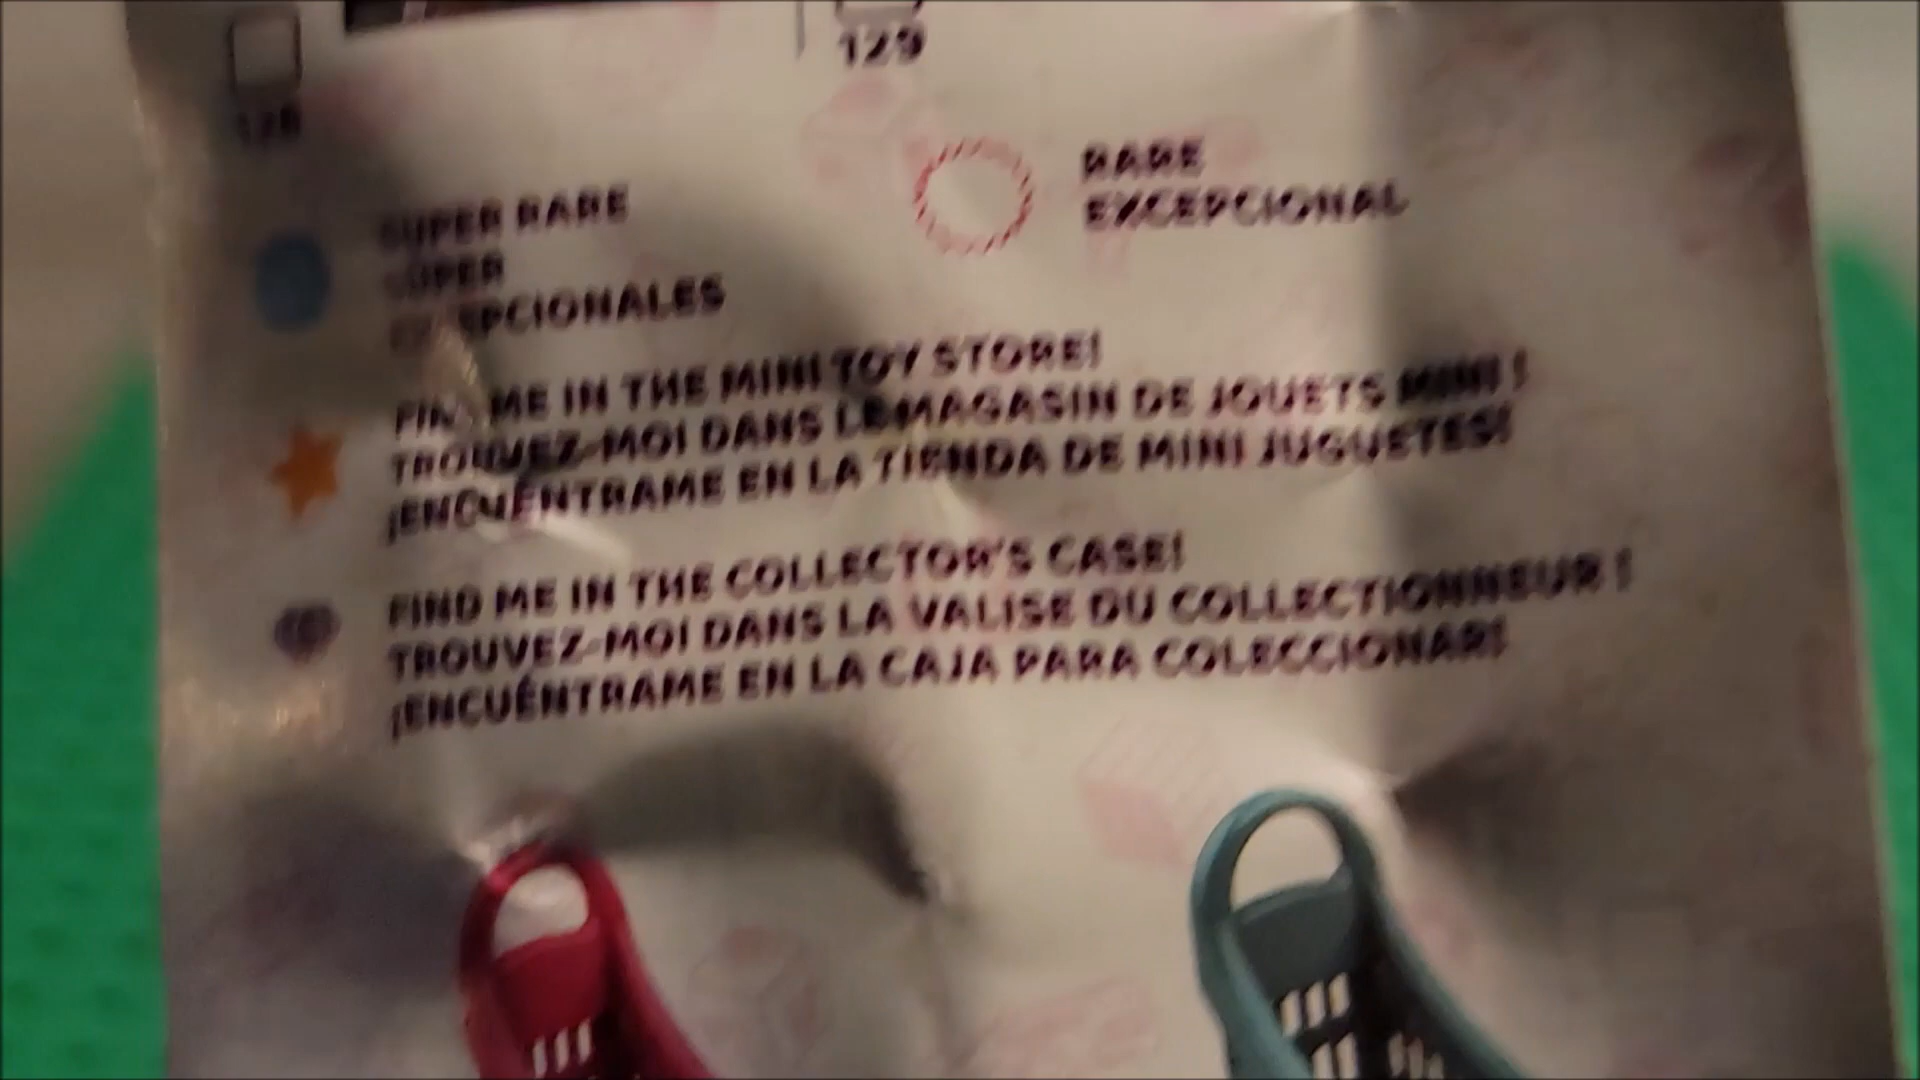 129
128
SUPER RARE
SÚPER
EXCEPCIONALES
RARE
EXCEPCIONAL
FIND ME IN THE MINI TOY STORE!
TROUVEZ-MOI DANS LE MAGASIN DE JOUETS MINI !
¡ENCUÉNTRAME EN LA TIENDA DE MINI JUGUETES!
FIND ME IN THE COLLECTOR'S CASE!
TROUVEZ-MOI DANS LA VALISE DU COLLECTIONNEUR !
¡ENCUÉNTRAME EN LA CAJA PARA COLECCIONAR!